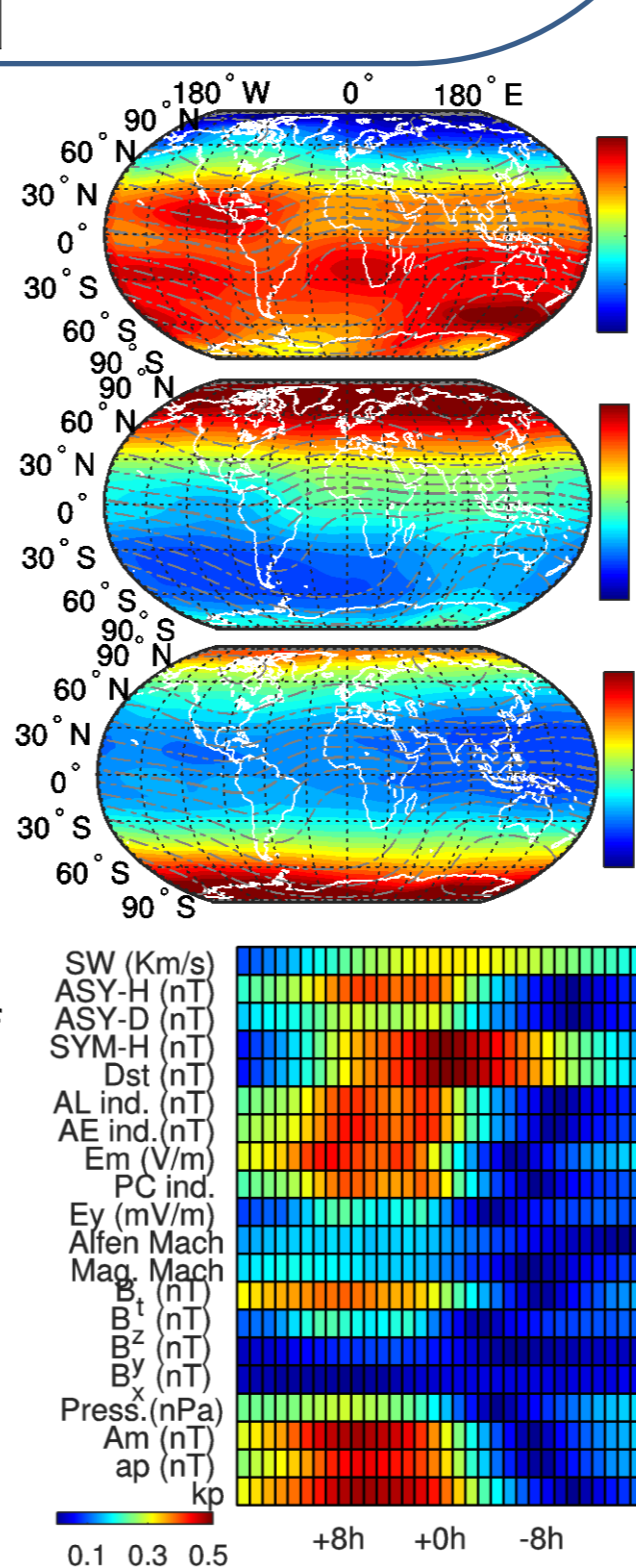 180° W 0° 180° E
90° N
60° N
30° N
0°
30° S
60° S
90° S
90° N
60° N
30° N
0°
30° S
60° S
90° S
90° N
60° N
30° N
0°
30° S
60° S
90° S
SW (Km/s)
ASY-H (nT)
ASY-D (nT)
SYM-H (nT)
Dst (nT)
AL ind. (nT)
AE ind.(nT)
Em (V/m)
PC ind.
Ey (mV/m)
Alfen Mach
Mag. Mach
Bt (nT)
Bz (nT)
By (nT)
Bx (nT)
Press.(nPa)
Am (nT)
ap (nT)
kp
+8h +0h -8h
0.1 0.3 0.5